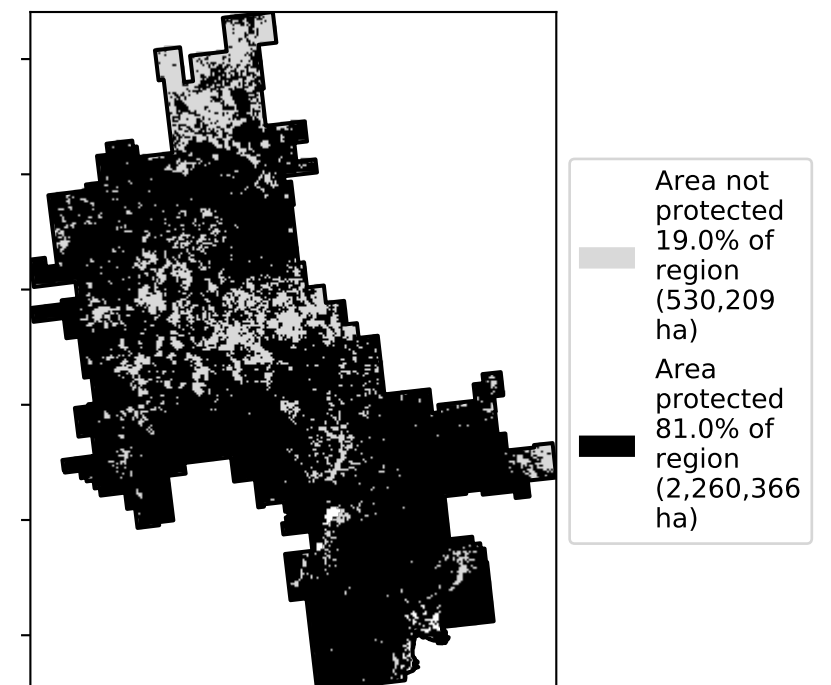 Area not
protected
19.0% of
region
(530,209
ha)
Area
protected
81.0% of
region
(2,260,366
ha)